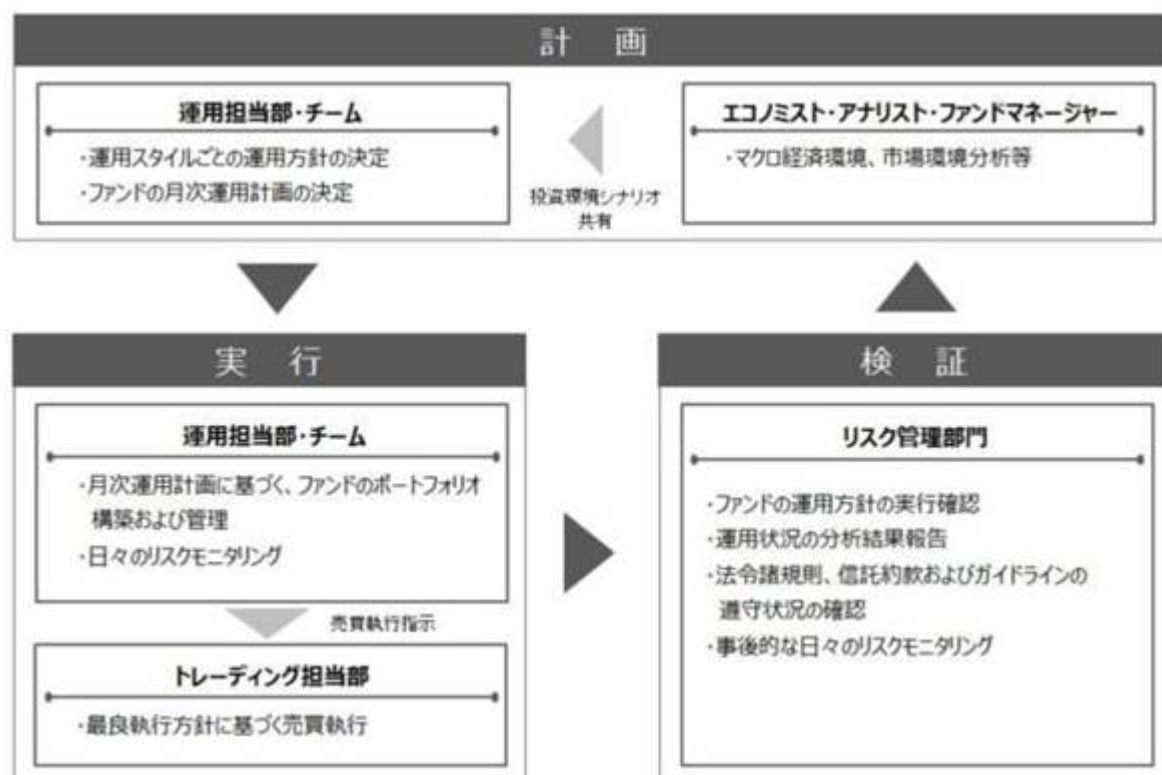 計 画
運用担当部・チーム
・運用スタイルごとの運用方針の決定
・ファンドの月次運用計画の決定
投資環境シナリオ
共有
エコノミスト・アナリスト・ファンドマネージャー
・マクロ経済環境、市場環境分析等
実 行
運用担当部・チーム
・月次運用計画に基づく、ファンドのポートフォリオ
構築および管理
・日々のリスクモニタリング
売買執行指示
トレーディング担当部
・最良執行方針に基づく売買執行
検 証
リスク管理部門
・ファンドの運用方針の実行確認
・運用状況の分析結果報告
・法令諸規則、信託約款およびガイドラインの
遵守状況の確認
・事後的な日々のリスクモニタリング